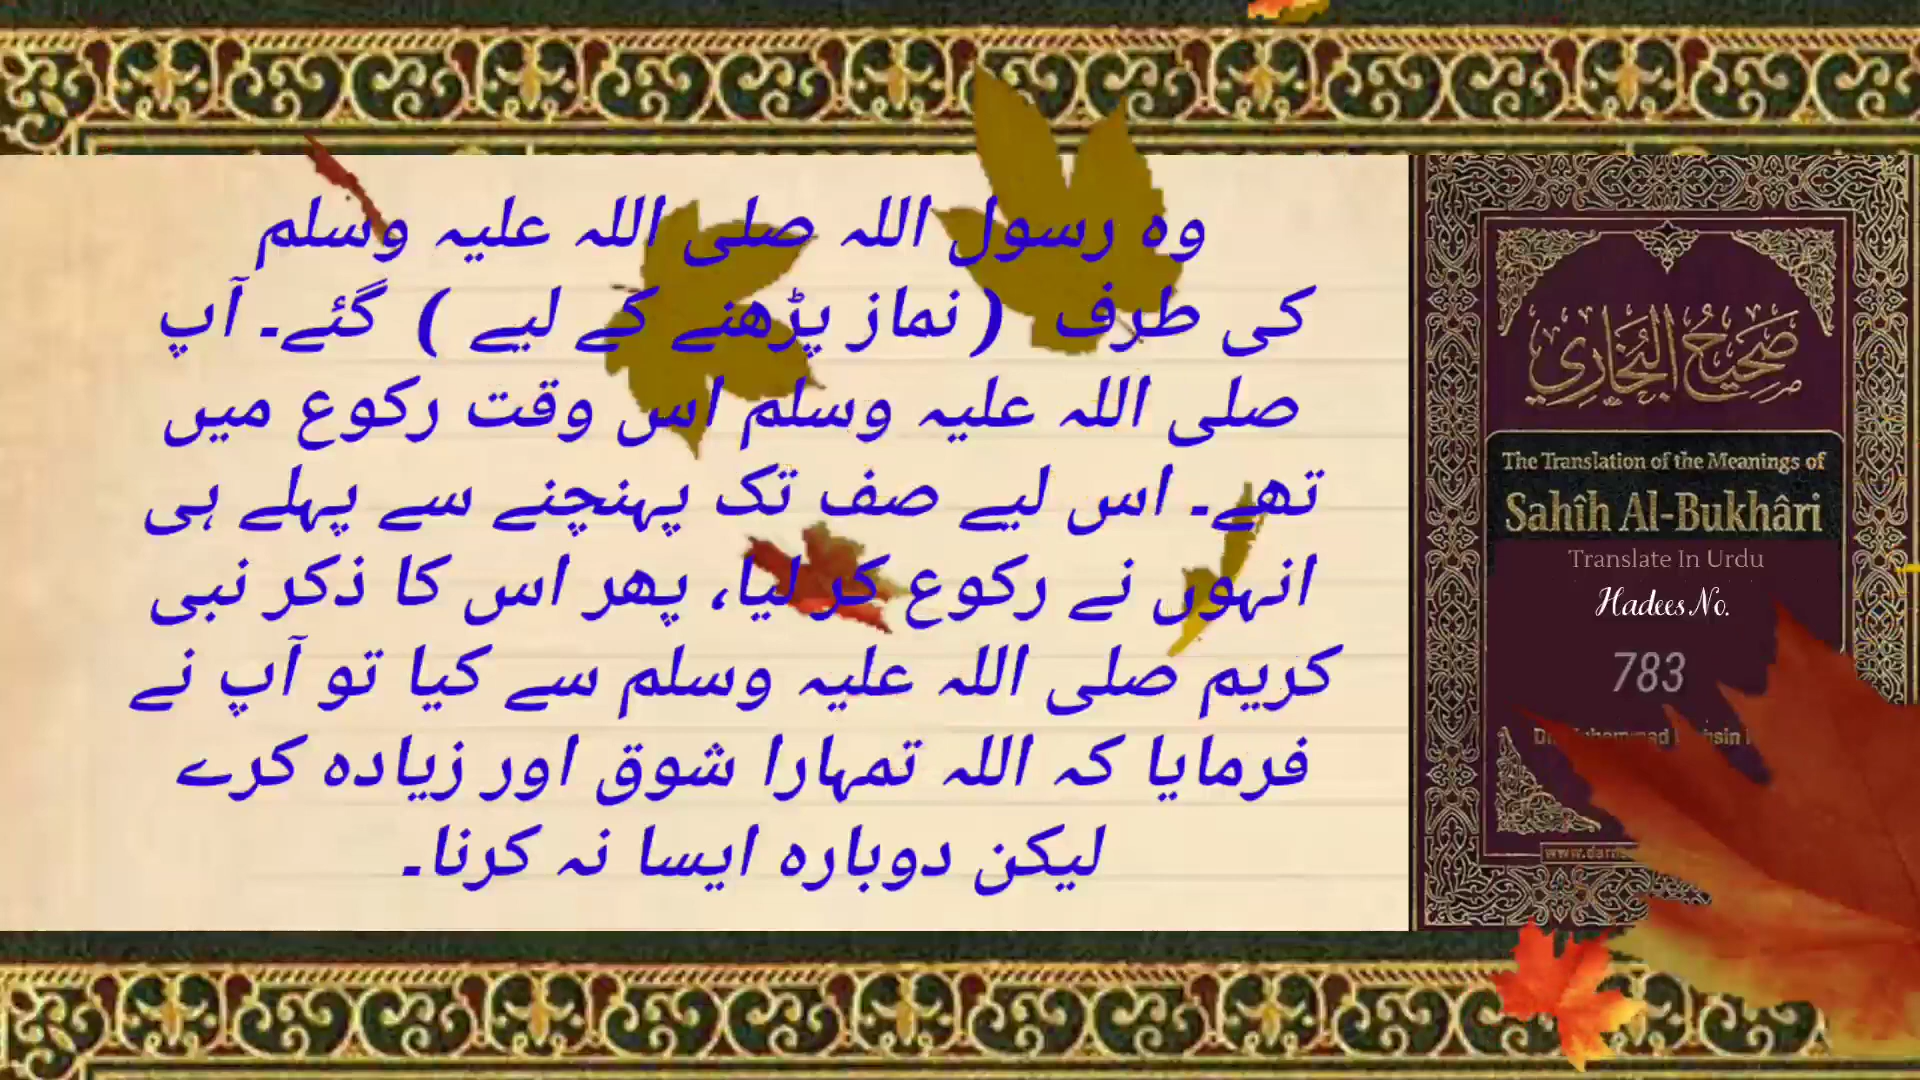 وہ رسول اللہ صلی اللہ علیہ وسلم
کی طرف ( نماز پڑھنے کے لیے ) گئے۔ آپ
صلی اللہ علیہ وسلم اس وقت رکوع میں
تھے۔ اس لیے صف تک پہنچنے سے پہلے ہی
انہوں نے رکوع کر لیا، پھر اس کا ذکر نبی
کریم صلی اللہ علیہ وسلم سے کیا تو آپ نے
فرمایا کہ اللہ تمہارا شوق اور زیادہ کرے
لیکن دوبارہ ایسا نہ کرنا۔
صَحِيحُ البُخَارِي
The Translation of the Meanings of
Sahîh Al-Bukhâri
Translate In Urdu
Hadees No.
783